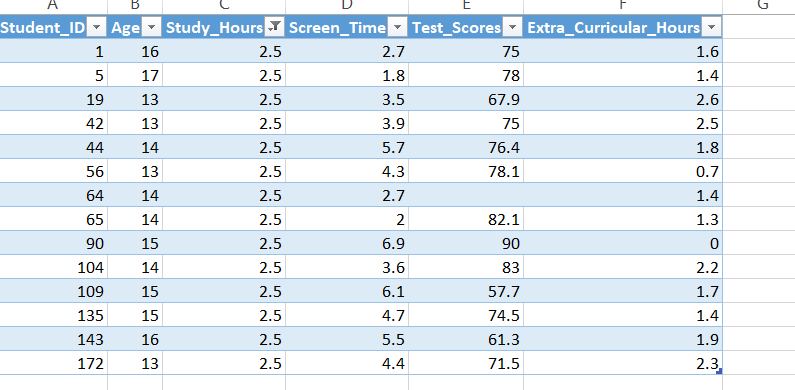 A B C D E F G
Student_ID Age Study_Hours Screen_Time Test_Scores Extra_Curricular_Hours
1 16 2.5 2.7 75 1.6
5 17 2.5 1.8 78 1.4
19 13 2.5 3.5 67.9 2.6
42 13 2.5 3.9 75 2.5
44 14 2.5 5.7 76.4 1.8
56 13 2.5 4.3 78.1 0.7
64 14 2.5 2.7 1.4
65 14 2.5 2 82.1 1.3
90 15 2.5 6.9 90 0
104 14 2.5 3.6 83 2.2
109 15 2.5 6.1 57.7 1.7
135 15 2.5 4.7 74.5 1.4
143 16 2.5 5.5 61.3 1.9
172 13 2.5 4.4 71.5 2.3